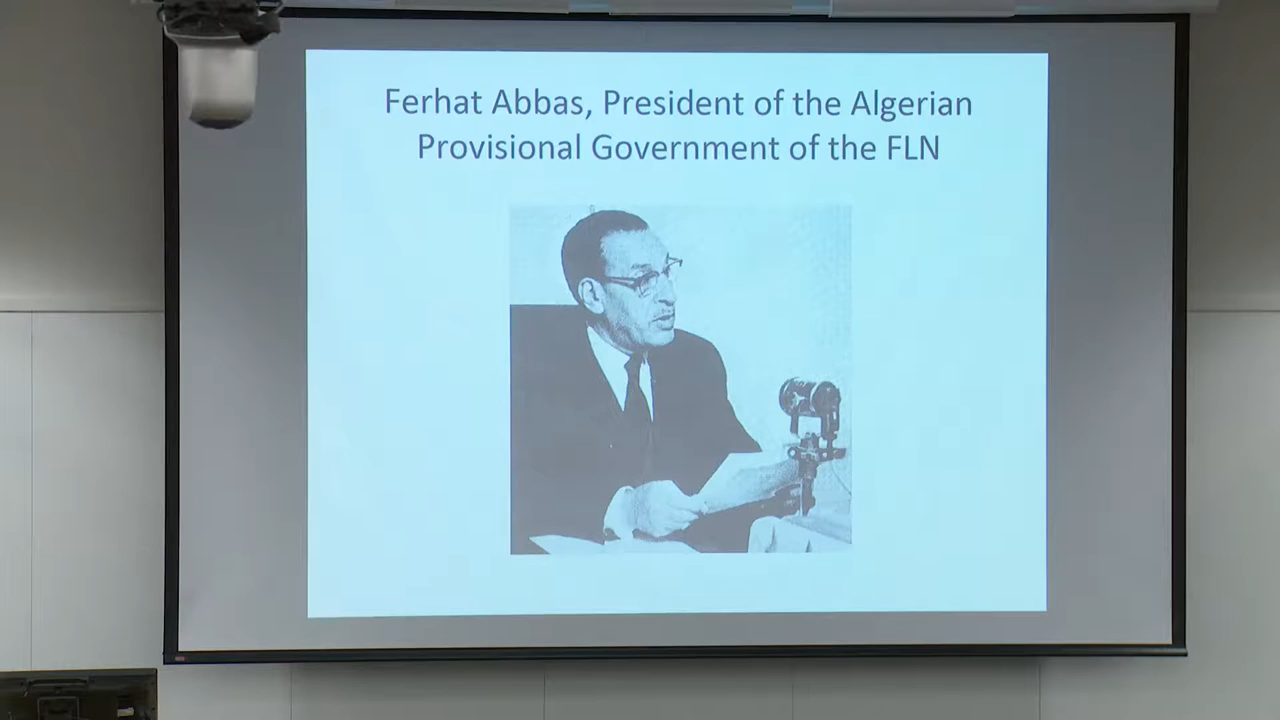 Ferhat Abbas, President of the Algerian
Provisional Government of the FLN